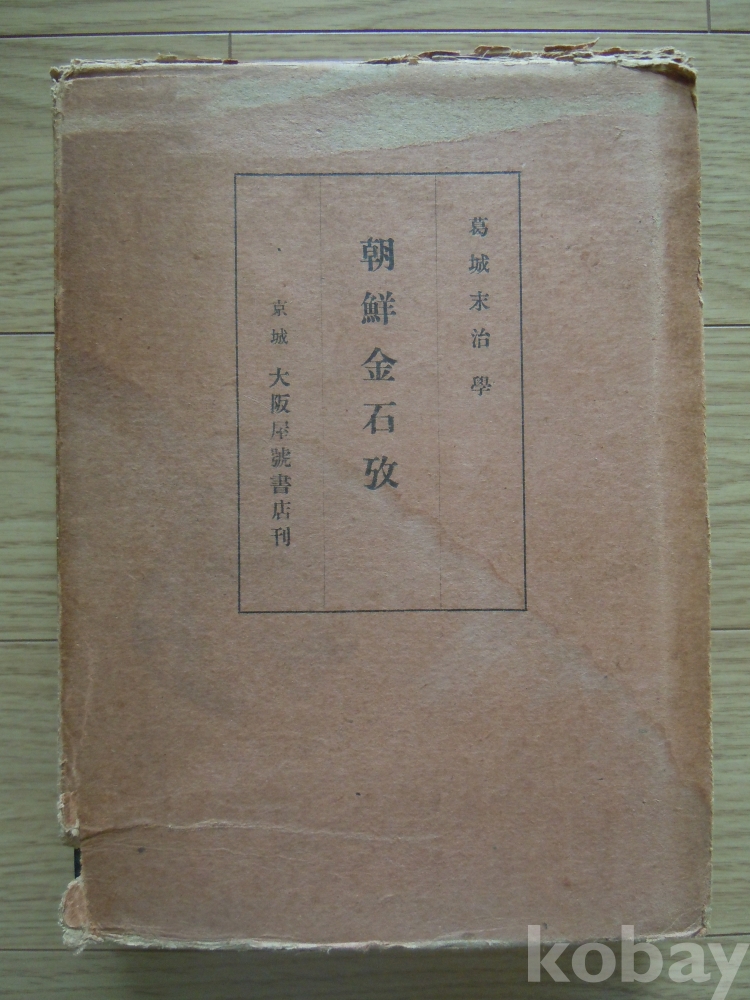 葛城末治學
朝鮮金石攷
京城 大阪屋號書店刊
kobay